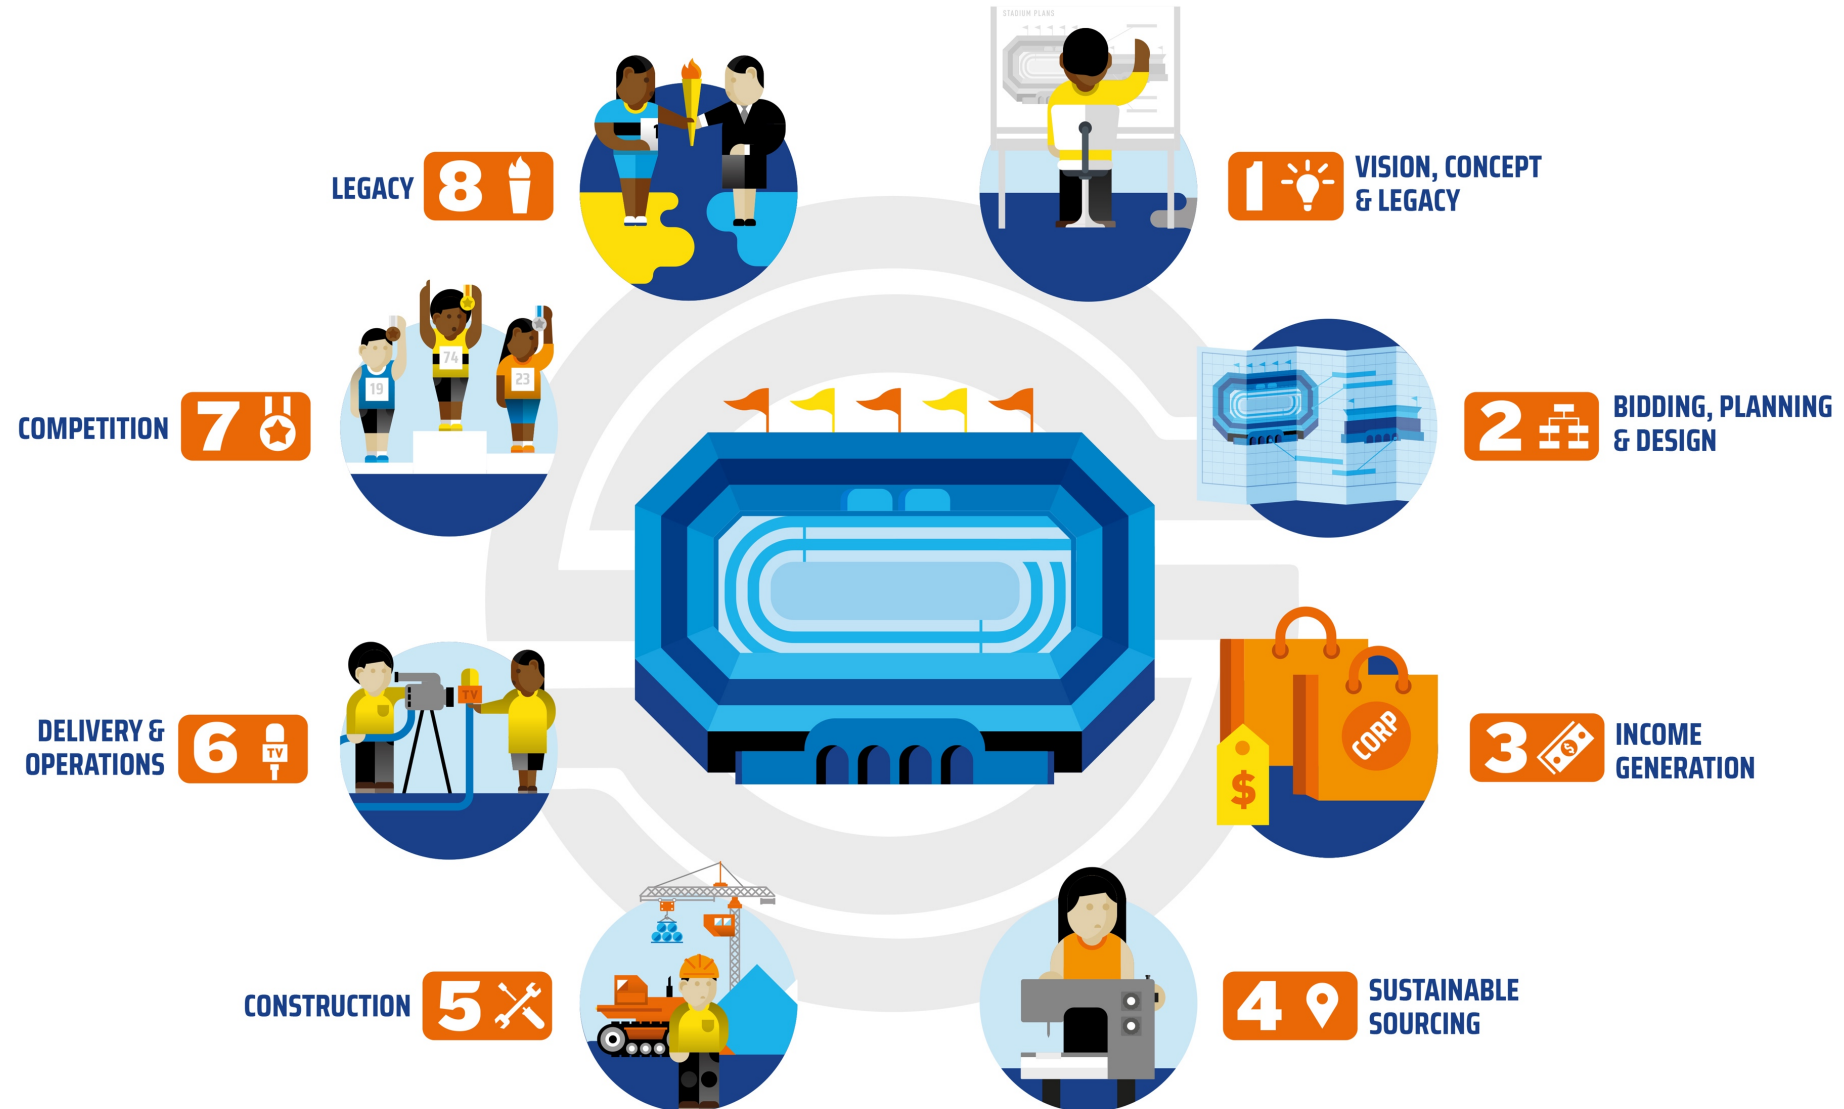 STADIUM PLANS
1
VISION, CONCEPT
& LEGACY
2
BIDDING, PLANNING
& DESIGN
CORP
$
3
$
INCOME
GENERATION
4
SUSTAINABLE
SOURCING
CONSTRUCTION
5
DELIVERY &
OPERATIONS
6
TV
TV
COMPETITION
7
19
74
23
LEGACY
8
1